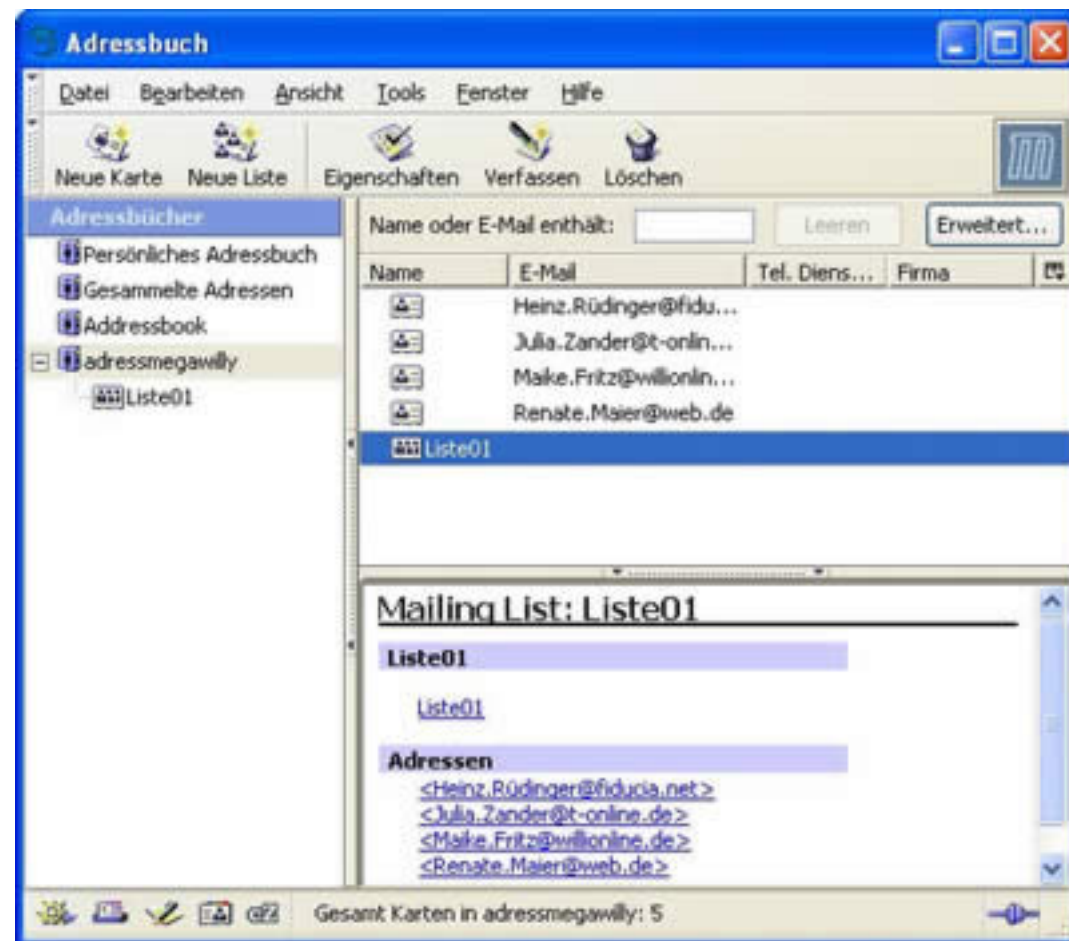 Adressbuch
Datei Bearbeiten Ansicht Tools Fenster Hilfe
Neue Karte Neue Liste Eigenschaften Verfassen Löschen
Adressbücher
Persönliches Adressbuch
Gesammelte Adressen
Addressbook
adressmegawilly
Liste01
Name oder E-Mail enthält: Leeren Erweitert...
Name E-Mail Tel. Diens... Firma
Heinz.Rüdinger@fidu...
Julia.Zander@t-onlin...
Maike.Fritz@willionlin...
Renate.Maier@web.de
Liste01
Mailing List: Liste01
Liste01
Liste01
Adressen
<Heinz.Rüdinger@fiducia.net>
<Julia.Zander@t-online.de>
<Maike.Fritz@willionline.de>
<Renate.Maier@web.de>
Gesamt Karten in adressmegawilly: 5